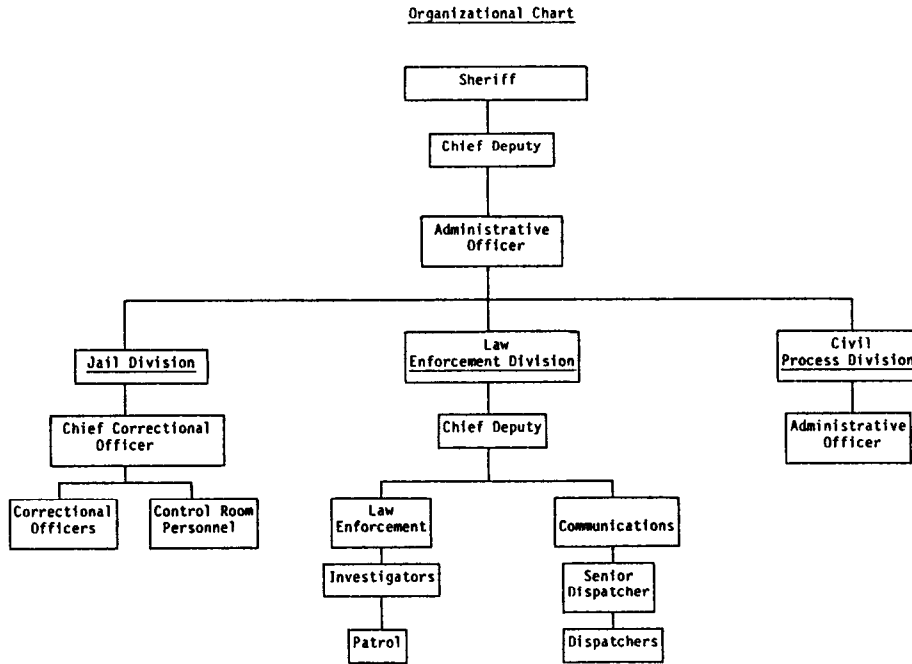 Organizational Chart
Sheriff
Chief Deputy
Administrative
Officer
Jail Division
Law
Enforcement Division
Civil
Process Division
Chief Correctional
Officer
Chief Deputy
Administrative
Officer
Correctional
Officers
Control Room
Personnel
Law
Enforcement
Communications
Investigators
Senior
Dispatcher
Patrol
Dispatchers